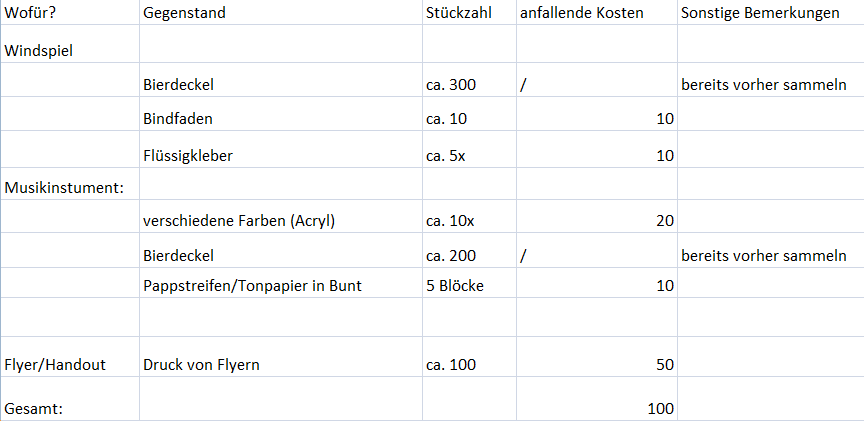 Wofür? Gegenstand Stückzahl anfallende Kosten Sonstige Bemerkungen
Windspiel
Bierdeckel ca. 300 / bereits vorher sammeln
Bindfaden ca. 10 10
Flüssigkleber ca. 5x 10
Musikinstument:
verschiedene Farben (Acryl) ca. 10x 20
Bierdeckel ca. 200 / bereits vorher sammeln
Pappstreifen/Tonpapier in Bunt 5 Blöcke 10
Flyer/Handout Druck von Flyern ca. 100 50
Gesamt: 100